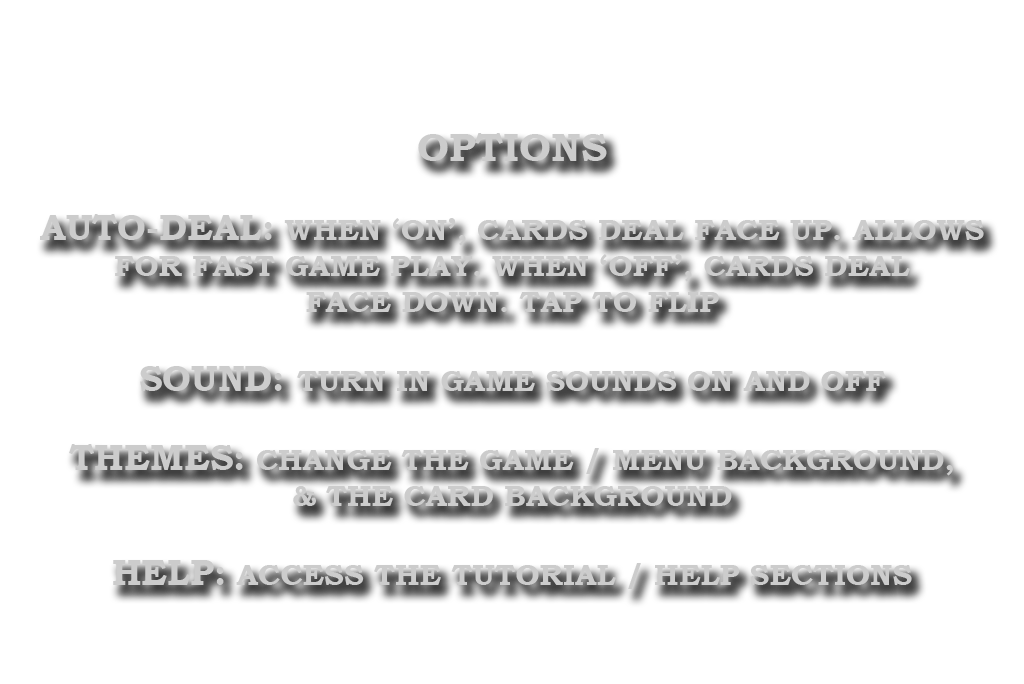 OPTIONS
AUTO-DEAL: WHEN ‘ON’, CARDS DEAL FACE UP. ALLOWS
FOR FAST GAME PLAY. WHEN ‘OFF’, CARDS DEAL
FACE DOWN. TAP TO FLIP
SOUND: TURN IN GAME SOUNDS ON AND OFF
THEMES: CHANGE THE GAME / MENU BACKGROUND,
& THE CARD BACKGROUND
HELP: ACCESS THE TUTORIAL / HELP SECTIONS